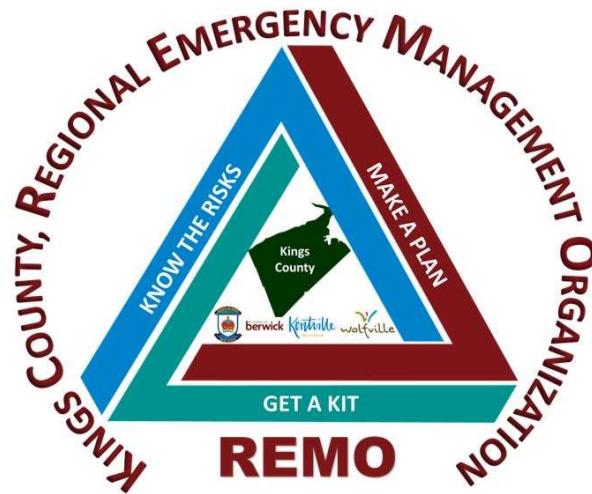 KINGS COUNTY, REGIONAL EMERGENCY MANAGEMENT ORGANIZATION
KNOW THE RISKS
MAKE A PLAN
Kings
County
berwick
Kentville
wolfville
GET A KIT
REMO